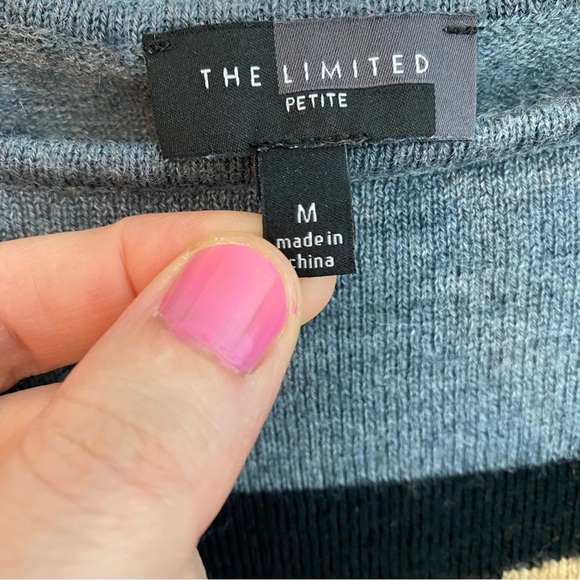 THE LIMITED
PETITE
M
made in
china